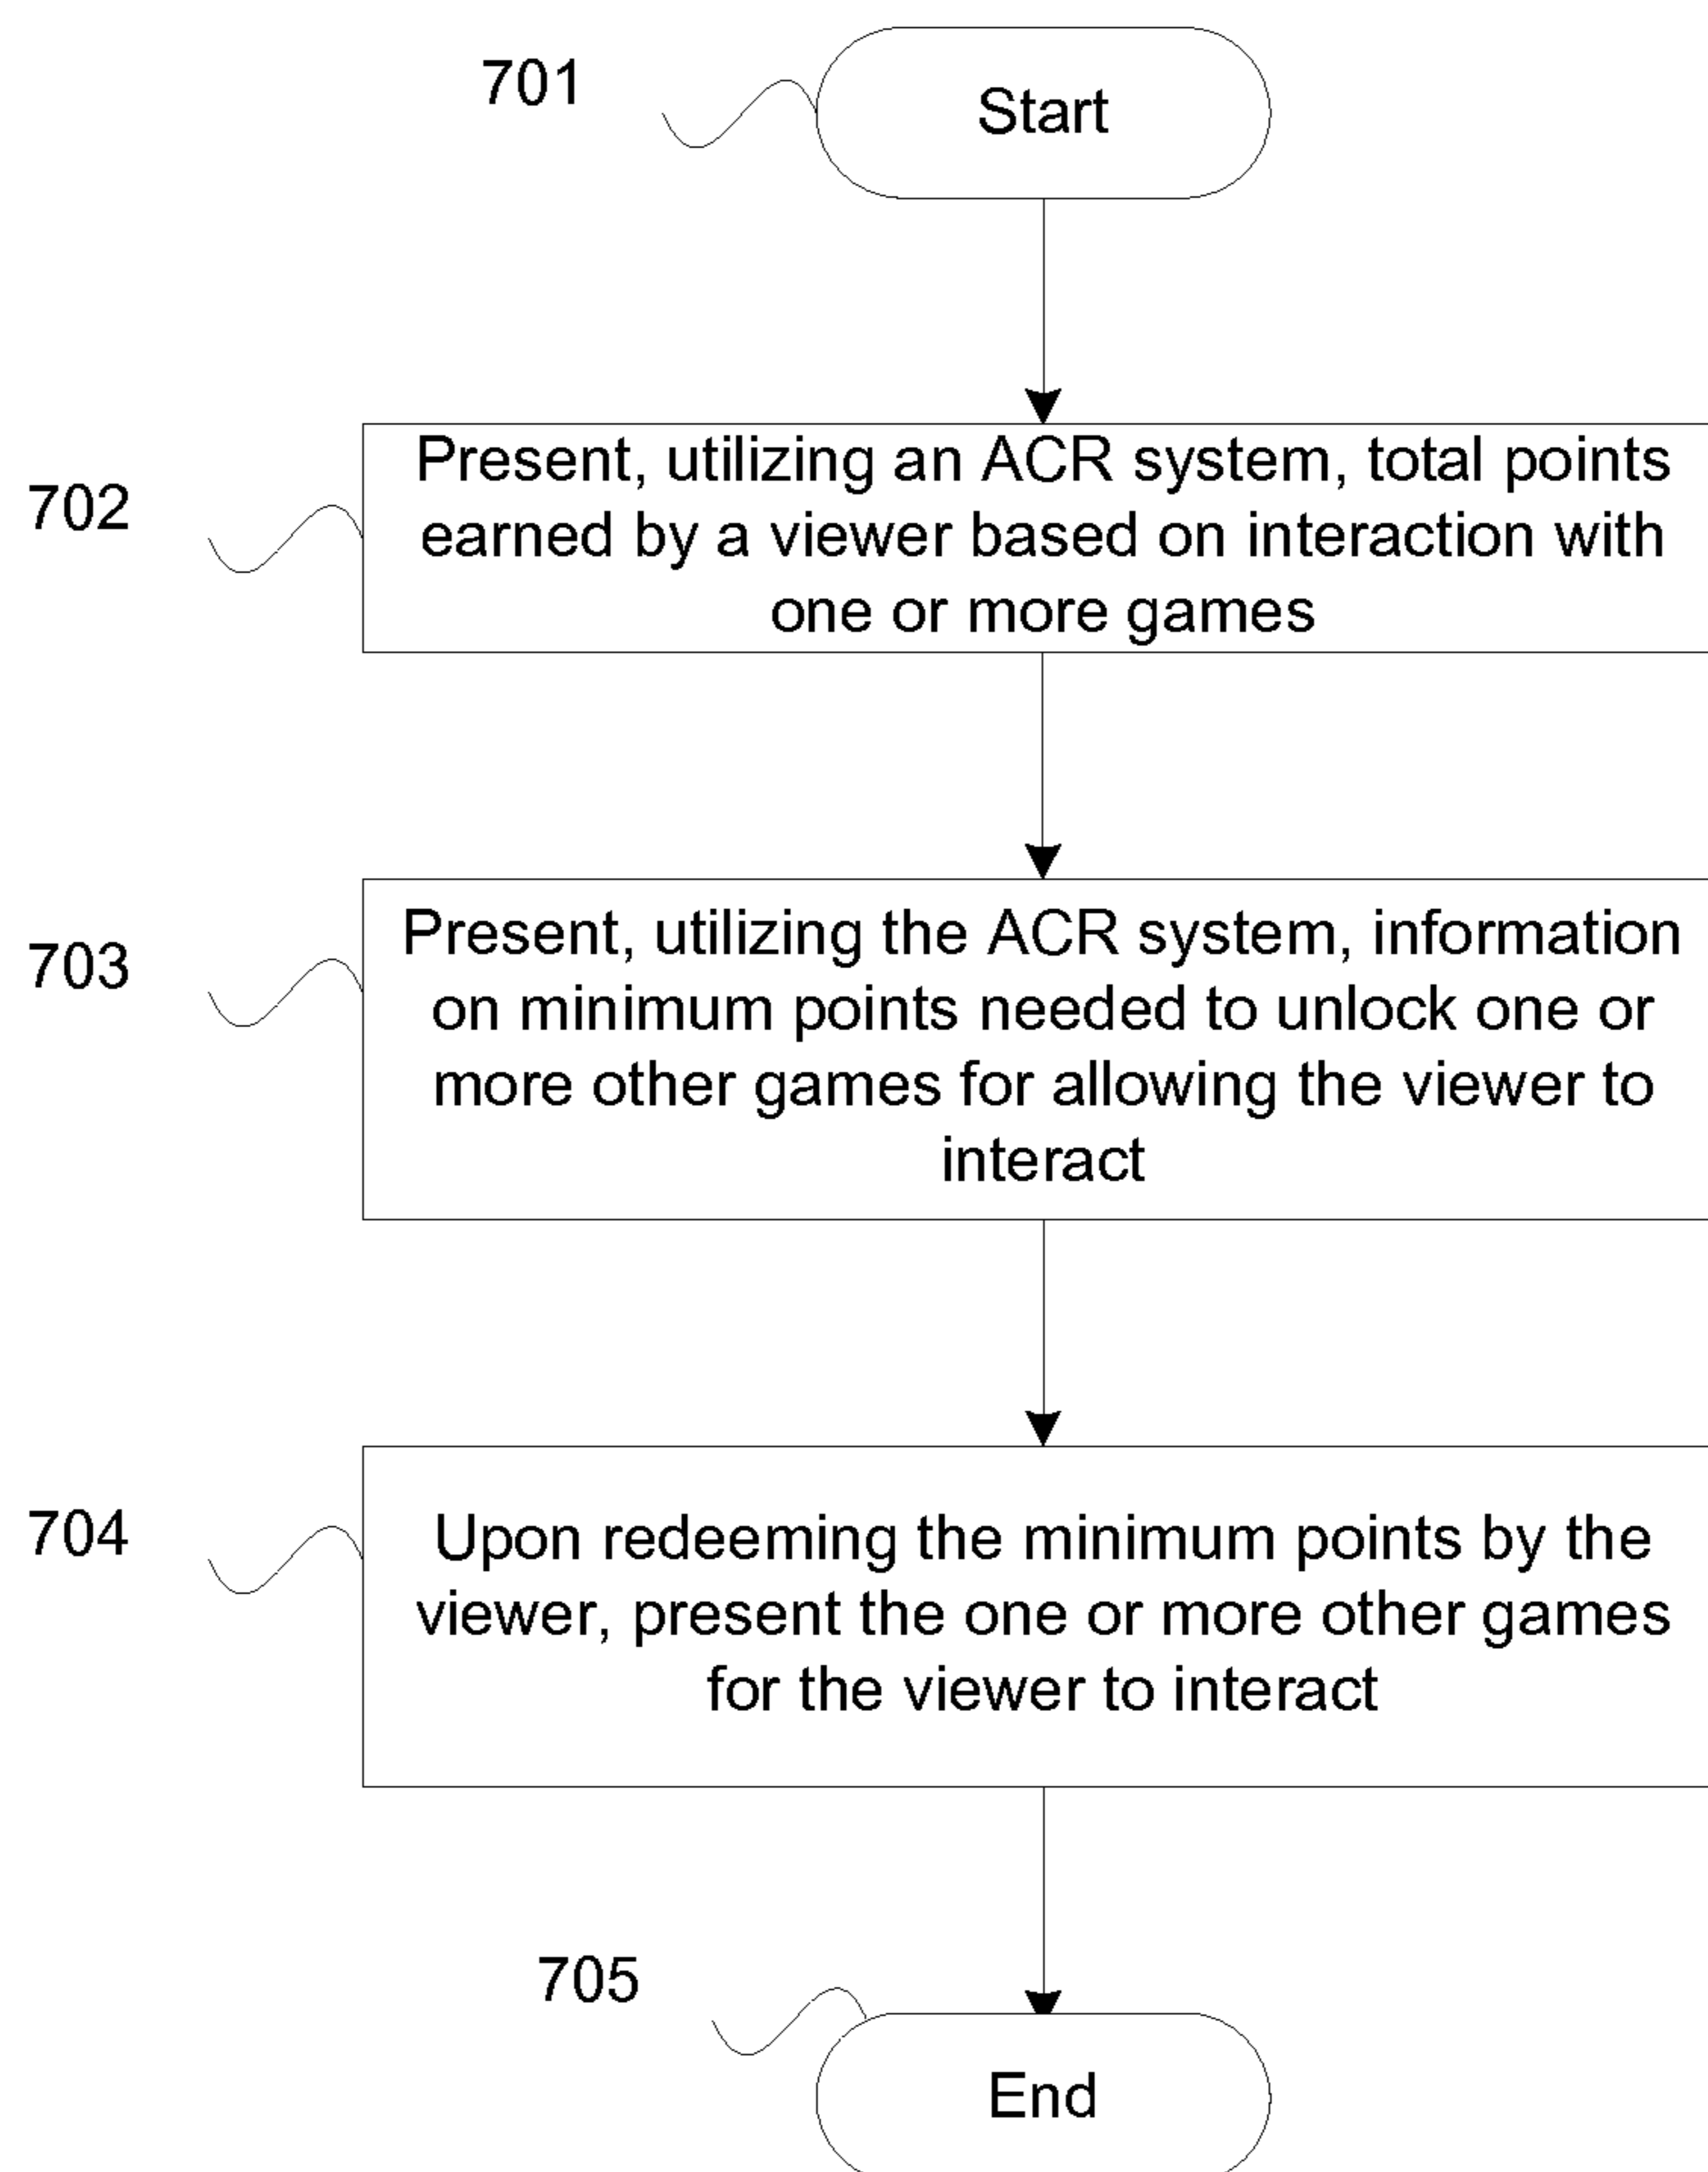 701
Start
702
Present, utilizing an ACR system, total points
earned by a viewer based on interaction with
one or more games
703
Present, utilizing the ACR system, information
on minimum points needed to unlock one or
more other games for allowing the viewer to
interact
704
Upon redeeming the minimum points by the
viewer, present the one or more other games
for the viewer to interact
705
End